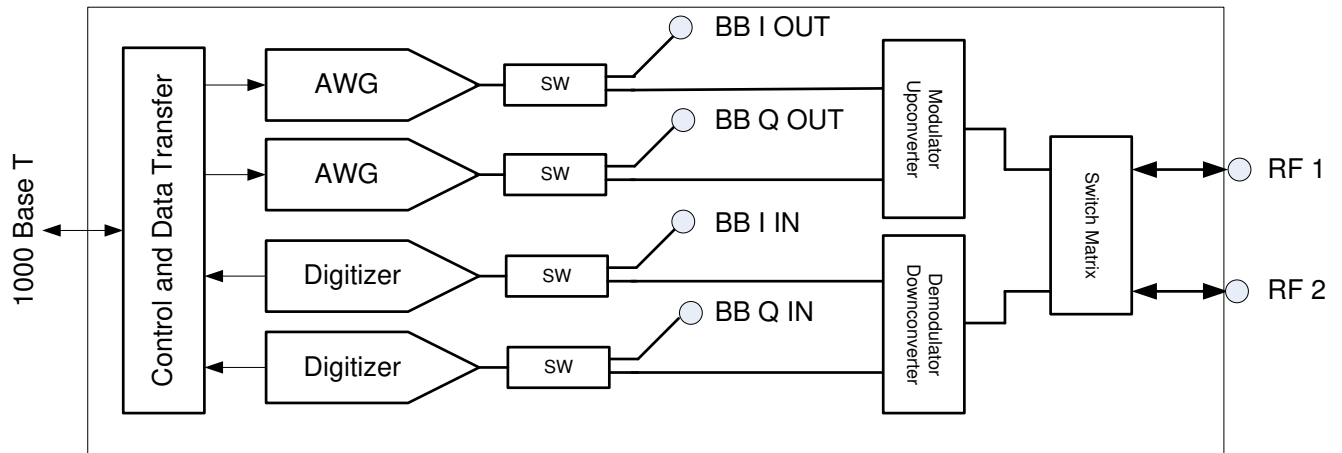 1000 Base T
Control and Data Transfer
AWG
SW
BB I OUT
AWG
SW
BB Q OUT
Digitizer
SW
BB I IN
Digitizer
SW
BB Q IN
Modulator
Upconverter
Demodulator
Downconverter
Switch Matrix
RF 1
RF 2